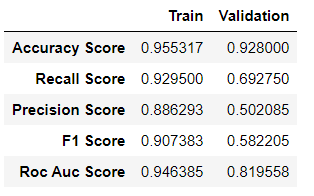 Train Validation
Accuracy Score 0.955317 0.928000
Recall Score 0.929500 0.692750
Precision Score 0.886293 0.502085
F1 Score 0.907383 0.582205
Roc Auc Score 0.946385 0.819558